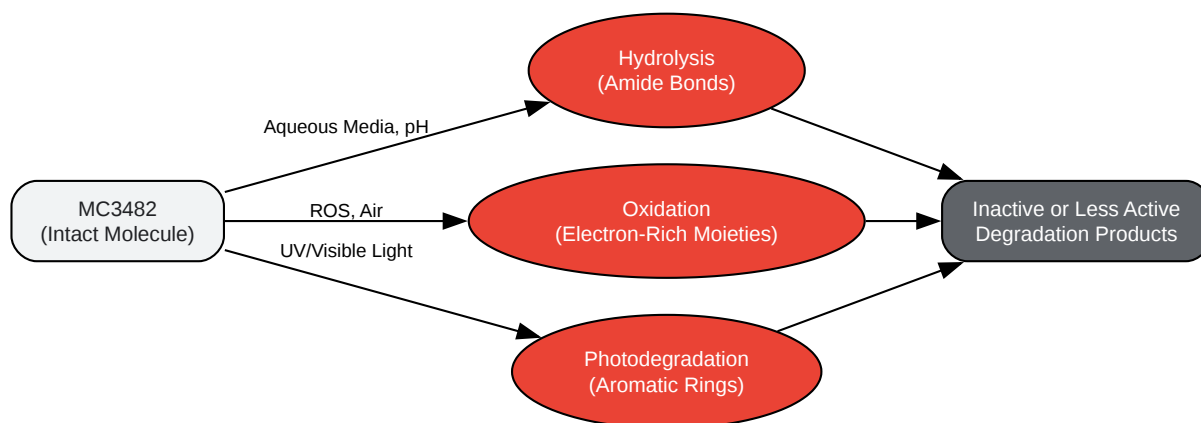 MC3482
(Intact Molecule)
Aqueous Media, pH
ROS, Air
UV/Visible Light
Hydrolysis
(Amide Bonds)
Oxidation
(Electron-Rich Moieties)
Photodegradation
(Aromatic Rings)
Inactive or Less Active
Degradation Products